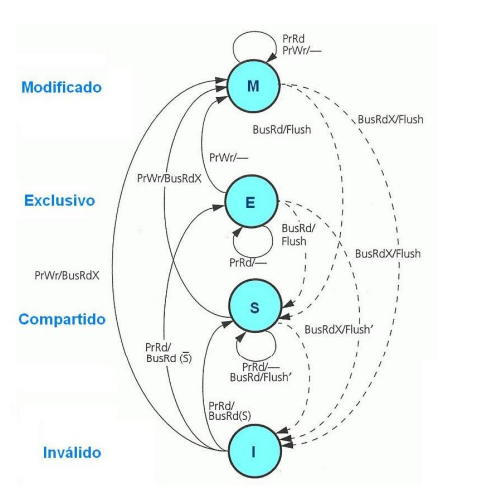 PrRd
PrWr/—
Modificado
M
BusRd/Flush
BusRdX/Flush
PrWr/—
PrWr/BusRdX
Exclusivo
E
BusRd/
Flush
BusRdX/Flush
PrRd/—
PrWr/BusRdX
Compartido
S
BusRdX/Flush′
PrRd/
BusRd (S̅)
PrRd/—
BusRd/Flush′
PrRd/
BusRd(S)
Inválido
I